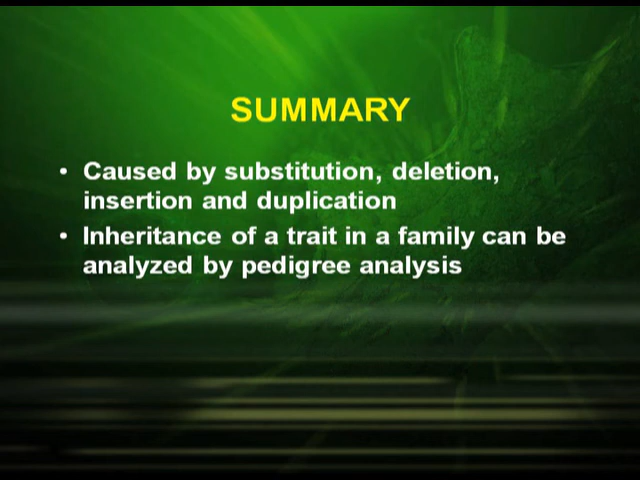 SUMMARY
• Caused by substitution, deletion,
insertion and duplication
• Inheritance of a trait in a family can be
analyzed by pedigree analysis